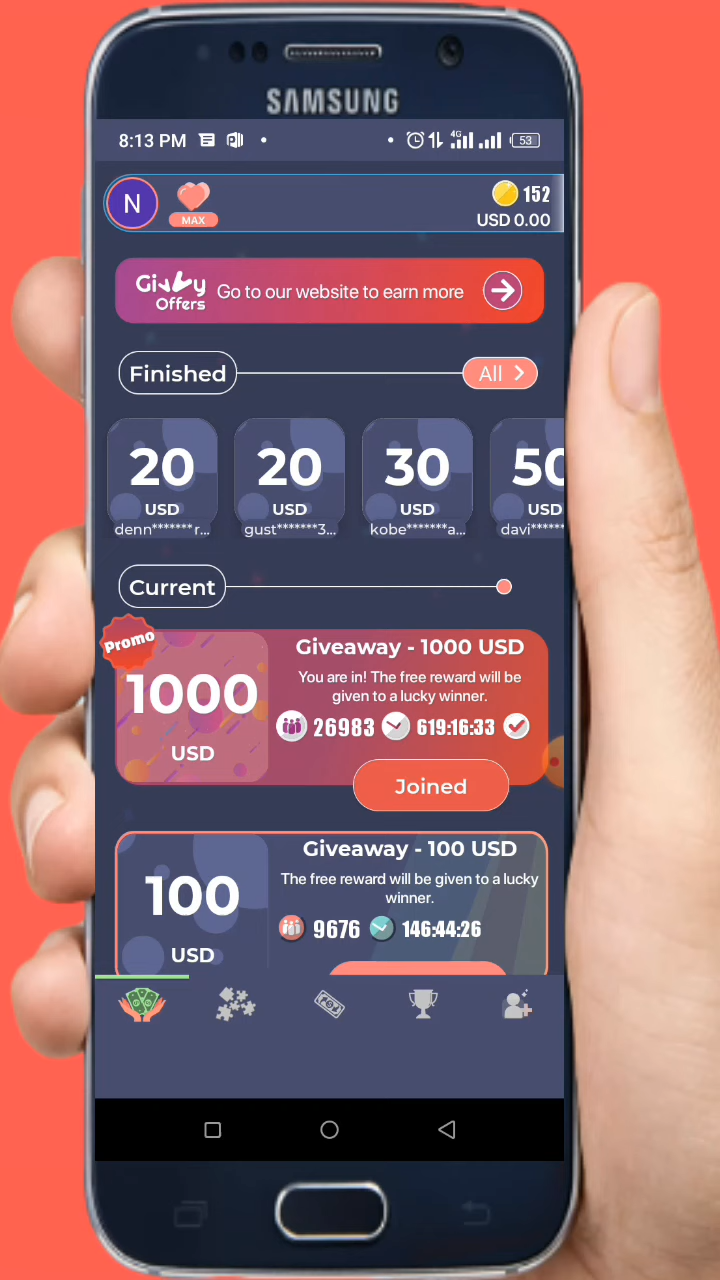 SAMSUNG
8:13 PM
4G
53
N
MAX
152
USD 0.00
Givvy
Offers
Go to our website to earn more
Finished
All
20
USD
denn*******r...
20
USD
gust*******3...
30
USD
kobe*******a...
50
USD
davi******
Current
Promo
1000
USD
Giveaway - 1000 USD
You are in! The free reward will be
given to a lucky winner.
26983
619:16:33
Joined
100
USD
Giveaway - 100 USD
The free reward will be given to a lucky
winner.
9676
146:44:26